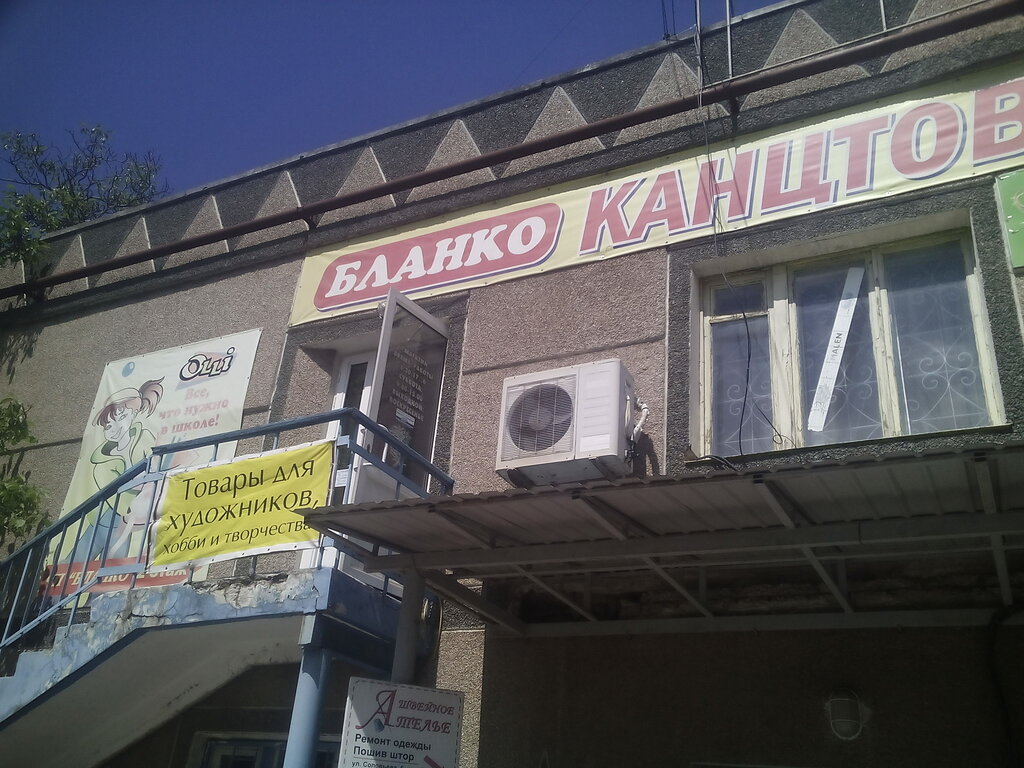 БЛАНКО КАНЦТОВ
Olli
Все,
что нужно
в школе!
Товары для
художников,
хобби и творчества
ШВЕЙНОЕ
АТЕЛЬЕ
Ремонт одежды
Пошив штор